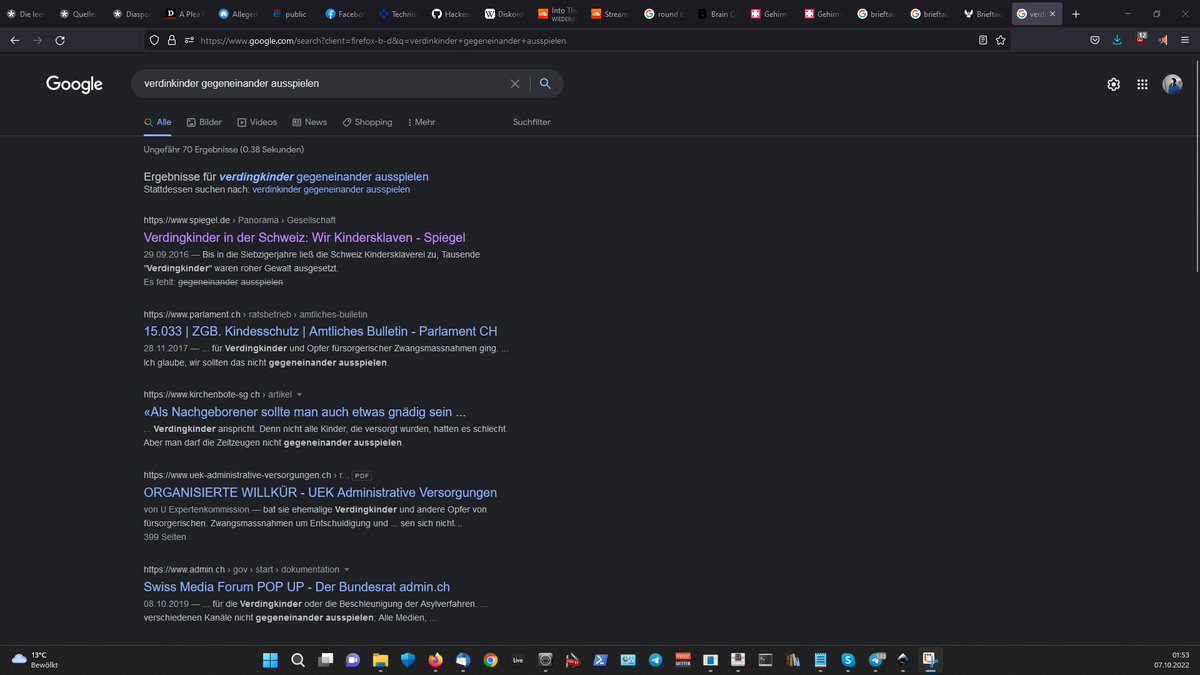 Die leer
Quelle:
Diaspor
A Plea
Alleged
public
Faceboo
Technis
Hackers
Diskord
Into The
WIEDERG
Stream
round
Brain C
Gehirn-
Gehirn-
brieftau
brieftau
Brieftau
verdi
https://www.google.com/search?client=firefox-b-d&q=verdinkinder+gegeneinander+ausspielen
12
Google
verdinkinder gegeneinander ausspielen
Alle Bilder Videos News Shopping Mehr Suchfilter
Ungefähr 70 Ergebnisse (0.38 Sekunden)
Ergebnisse für verdingkinder gegeneinander ausspielen
Stattdessen suchen nach: verdinkinder gegeneinander ausspielen
https://www.spiegel.de › Panorama › Gesellschaft
Verdingkinder in der Schweiz: Wir Kindersklaven - Spiegel
29.09.2016 — Bis in die Siebzigerjahre ließ die Schweiz Kindersklaverei zu, Tausende
"Verdingkinder" waren roher Gewalt ausgesetzt.
Es fehlt: gegeneinander ausspielen
https://www.parlament.ch › ratsbetrieb › amtliches-bulletin
15.033 | ZGB. Kindesschutz | Amtliches Bulletin - Parlament CH
28.11.2017 — ... für Verdingkinder und Opfer fürsorgerischer Zwangsmassnahmen ging. ...
Ich glaube, wir sollten das nicht gegeneinander ausspielen.
https://www.kirchenbote-sg.ch › artikel
«Als Nachgeborener sollte man auch etwas gnädig sein ...
... Verdingkinder anspricht. Denn nicht alle Kinder, die versorgt wurden, hatten es schlecht.
Aber man darf die Zeitzeugen nicht gegeneinander ausspielen.
https://www.uek-administrative-versorgungen.ch › r... PDF
ORGANISIERTE WILLKÜR - UEK Administrative Versorgungen
von U Expertenkommission — bat sie ehemalige Verdingkinder und andere Opfer von
fürsorgerischen. Zwangsmassnahmen um Entschuldigung und ... sen sich nicht...
399 Seiten
https://www.admin.ch › gov › start › dokumentation
Swiss Media Forum POP UP - Der Bundesrat admin.ch
08.10.2019 — ... für die Verdingkinder oder die Beschleunigung der Asylverfahren. ...
verschiedenen Kanäle nicht gegeneinander ausspielen: Alle Medien, ...
13°C
Bewölkt
Live
01:53
07.10.2022